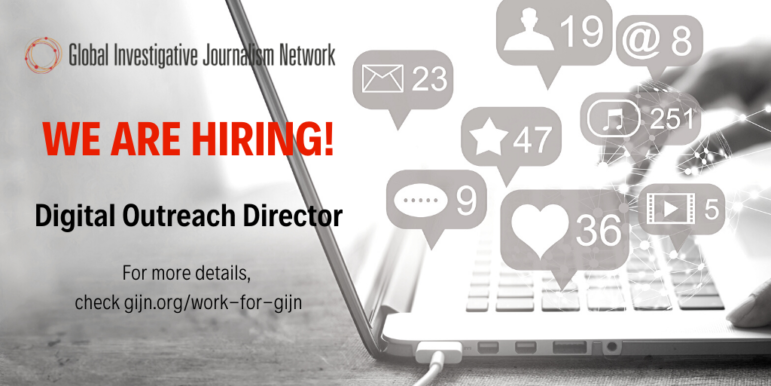 Global Investigative Journalism Network
WE ARE HIRING!
Digital Outreach Director
For more details,
check gijn.org/work-for-gijn
19
@ 8
23
251
47
9
5
36